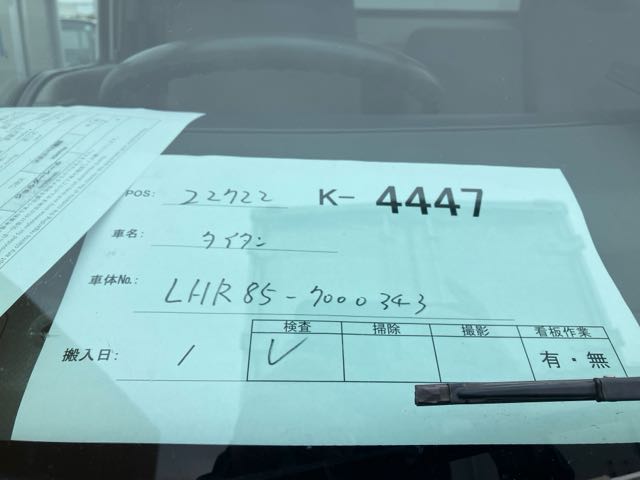 POS: 22722 K-4447
車名: タイタン
車体No.: LHR85-7000343
検査 掃除 撮影 看板作業
搬入日: / ✓ 有・無